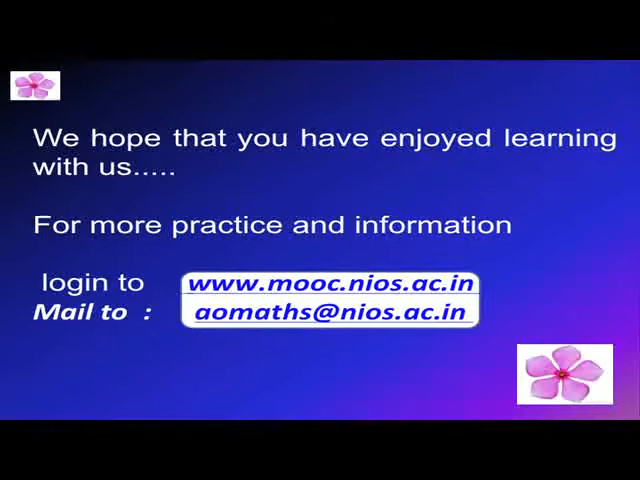 We hope that you have enjoyed learning
with us.....
For more practice and information
login to www.mooc.nios.ac.in
Mail to : aomaths@nios.ac.in